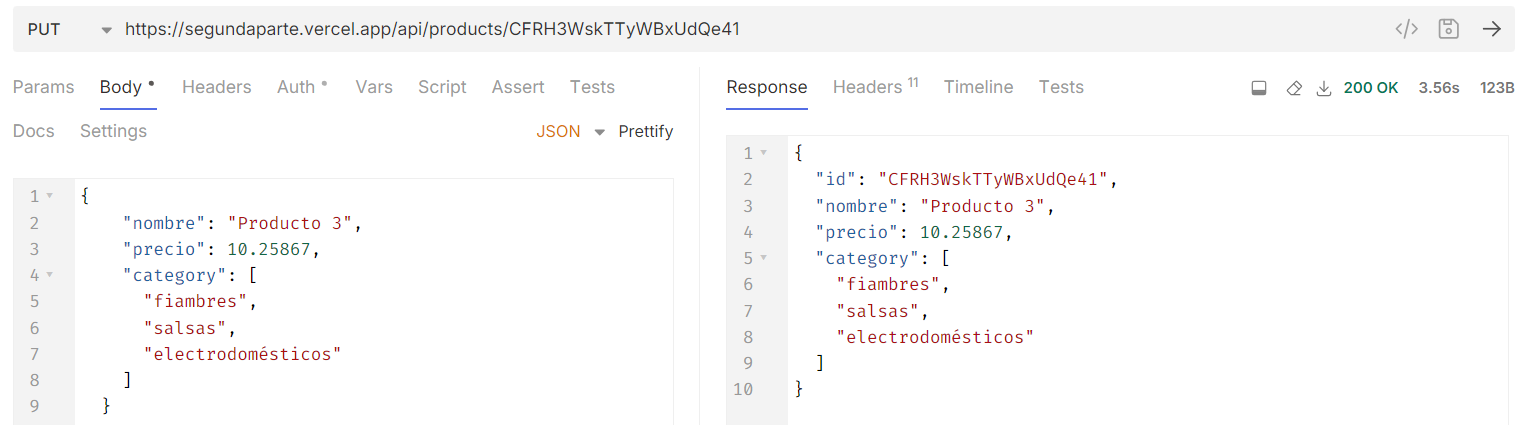 PUT https://segundaparte.vercel.app/api/products/CFRH3WskTTyWBxUdQe41
Params Body Headers Auth Vars Script Assert Tests
Docs Settings JSON Prettify
1 {
2 "nombre": "Producto 3",
3 "precio": 10.25867,
4 "category": [
5 "fiambres",
6 "salsas",
7 "electrodomésticos"
8 ]
9 }
Response Headers 11 Timeline Tests 200 OK 3.56s 123B
1 {
2 "id": "CFRH3WskTTyWBxUdQe41",
3 "nombre": "Producto 3",
4 "precio": 10.25867,
5 "category": [
6 "fiambres",
7 "salsas",
8 "electrodomésticos"
9 ]
10 }